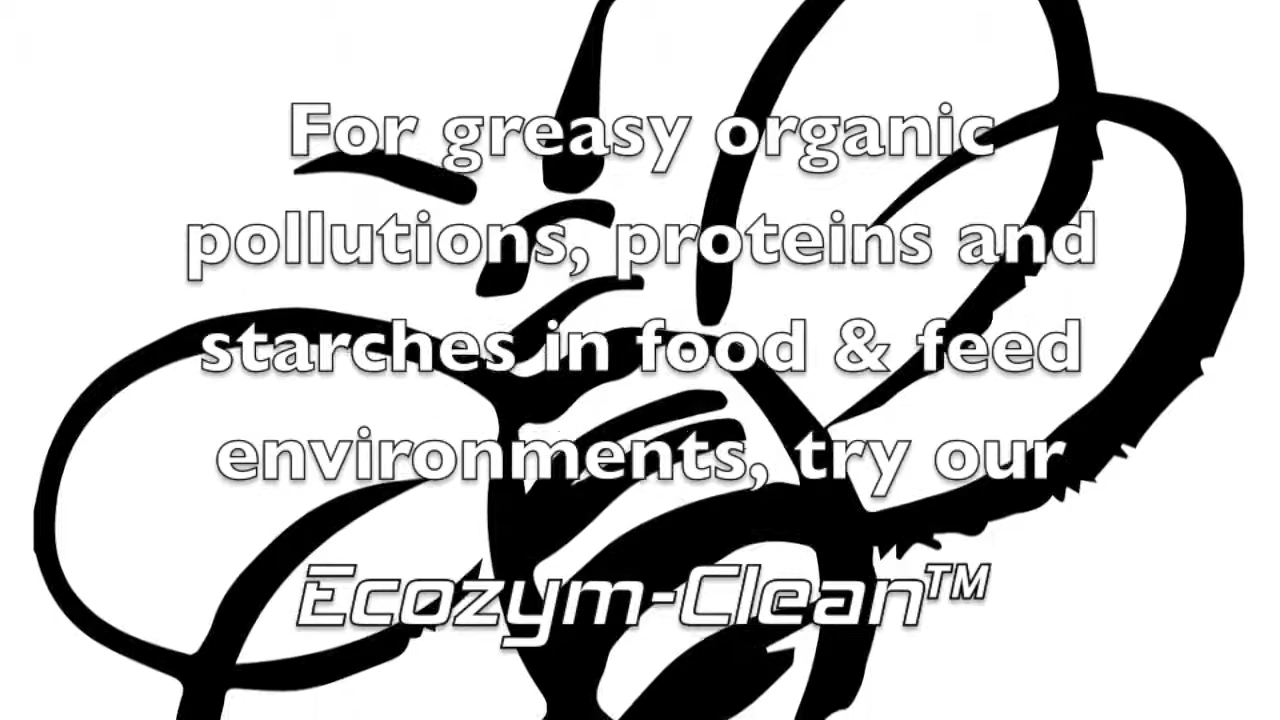 For greasy organic
pollutions, proteins and
starches in food & feed
environments, try our
Ecozym-Clean™